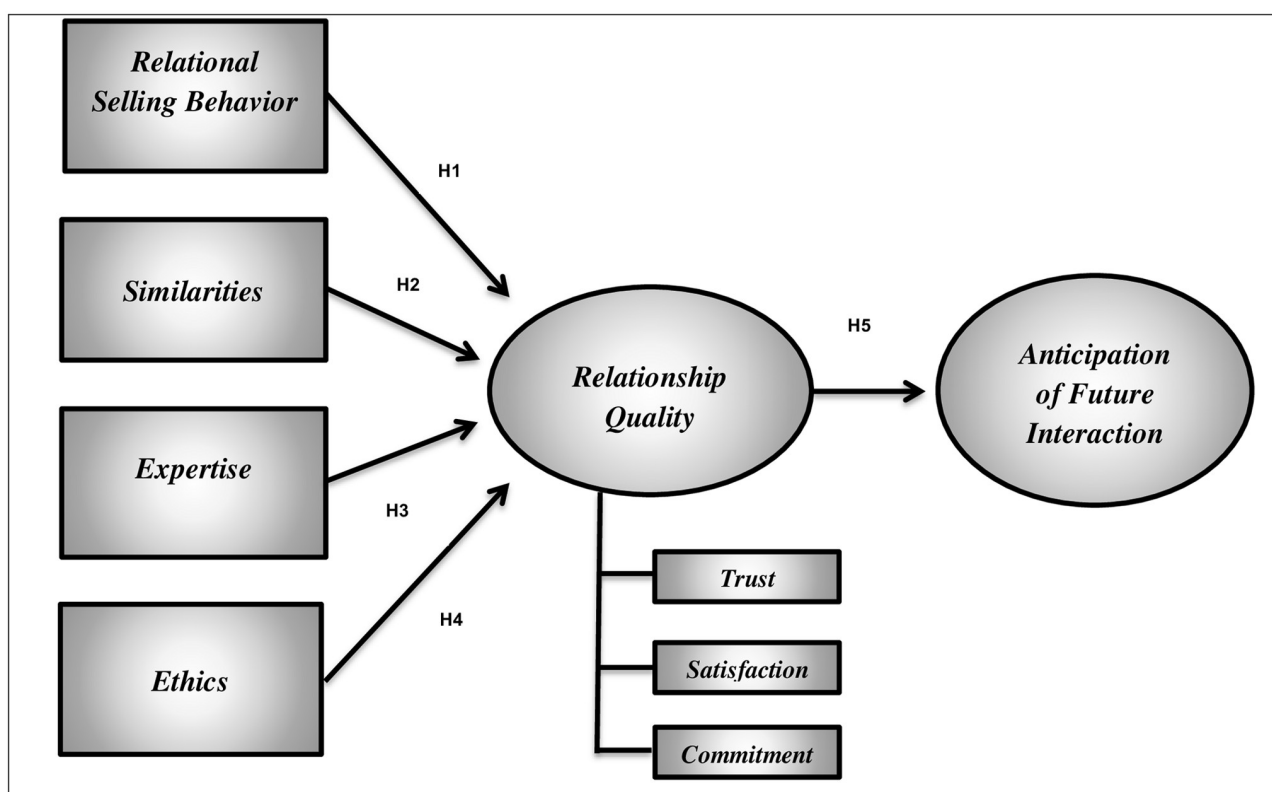 Relational
Selling Behavior
H1
Similarities
H2
Expertise
H3
Ethics
H4
Relationship
Quality
H5
Anticipation
of Future
Interaction
Trust
Satisfaction
Commitment